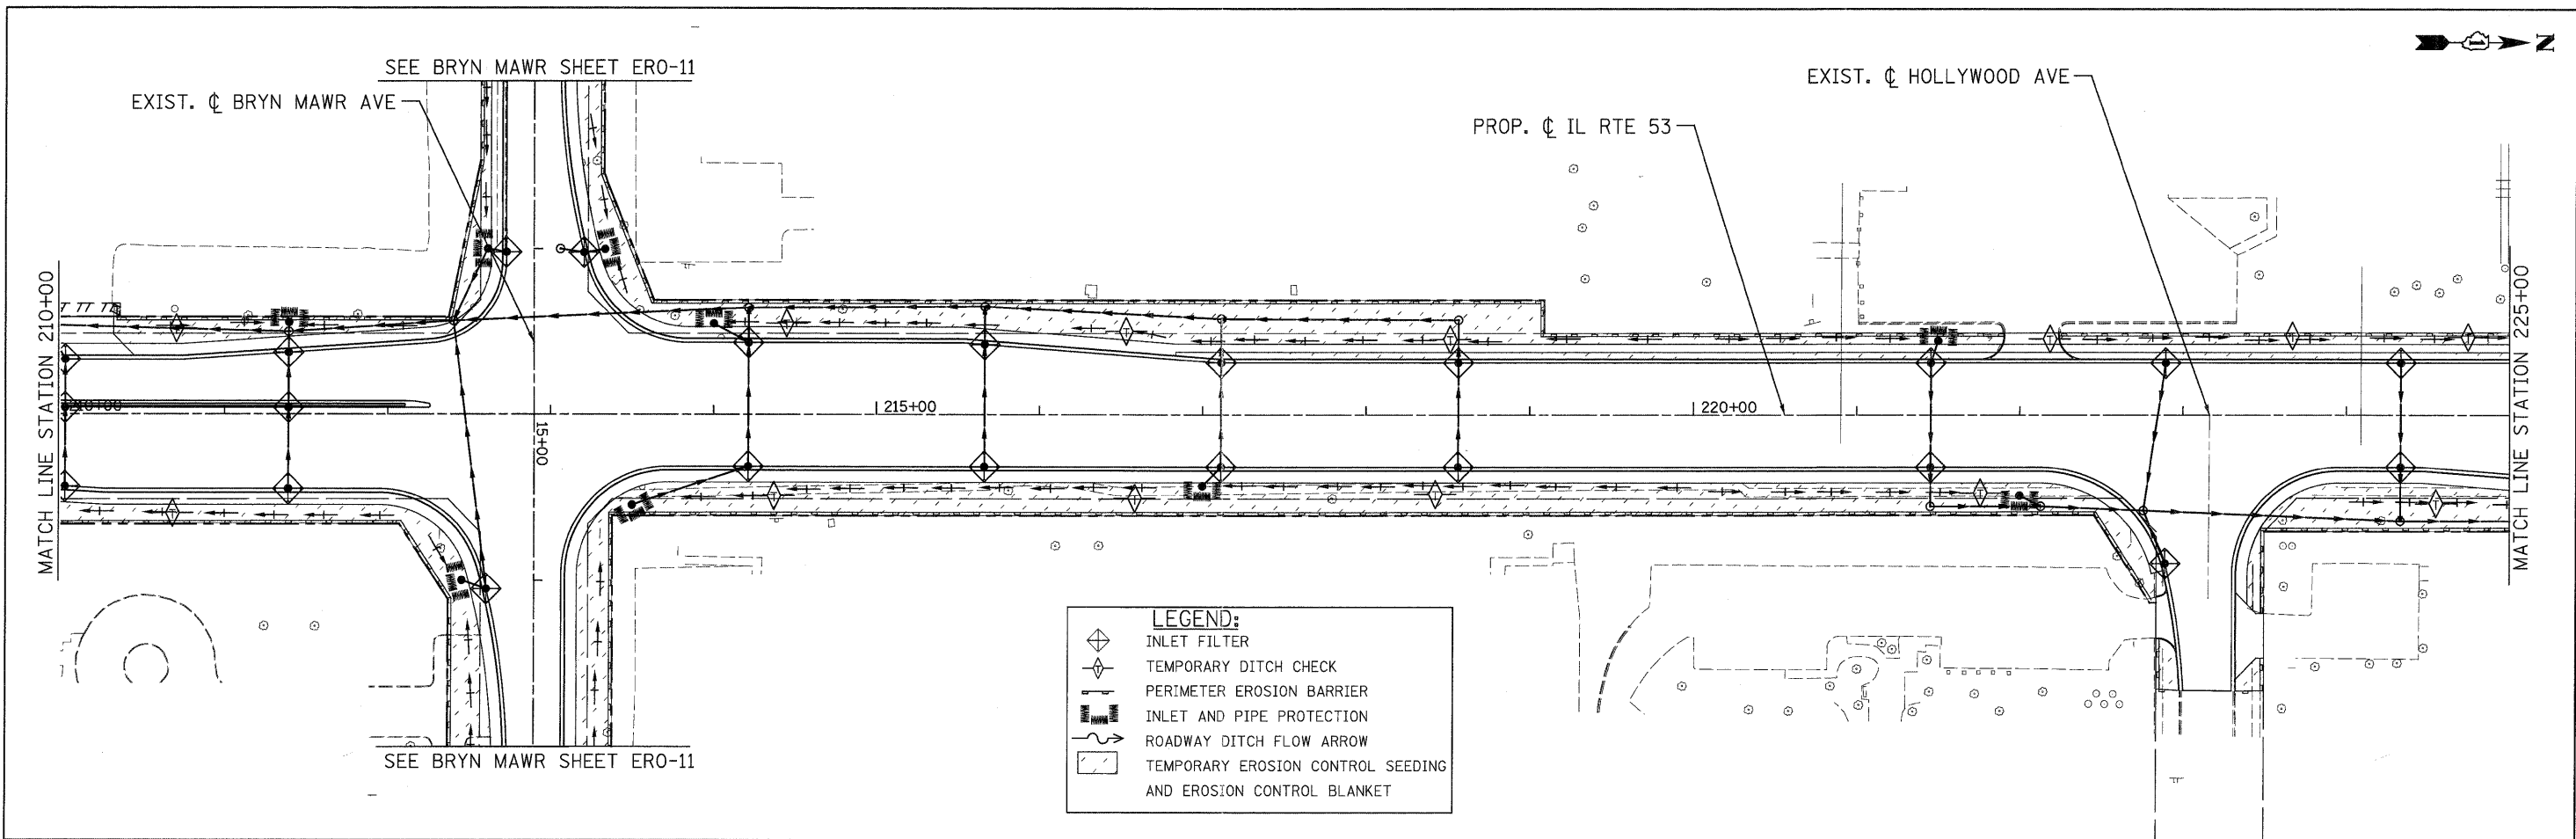 N
SEE BRYN MAWR SHEET ERO-11
EXIST. ℄ BRYN MAWR AVE
EXIST. ℄ HOLLYWOOD AVE
PROP. ℄ IL RTE 53
MATCH LINE STATION 210+00
MATCH LINE STATION 225+00
210+00
215+00
220+00
15+00
SEE BRYN MAWR SHEET ERO-11
LEGEND:
INLET FILTER
T TEMPORARY DITCH CHECK
PERIMETER EROSION BARRIER
INLET AND PIPE PROTECTION
ROADWAY DITCH FLOW ARROW
TEMPORARY EROSION CONTROL SEEDING
AND EROSION CONTROL BLANKET